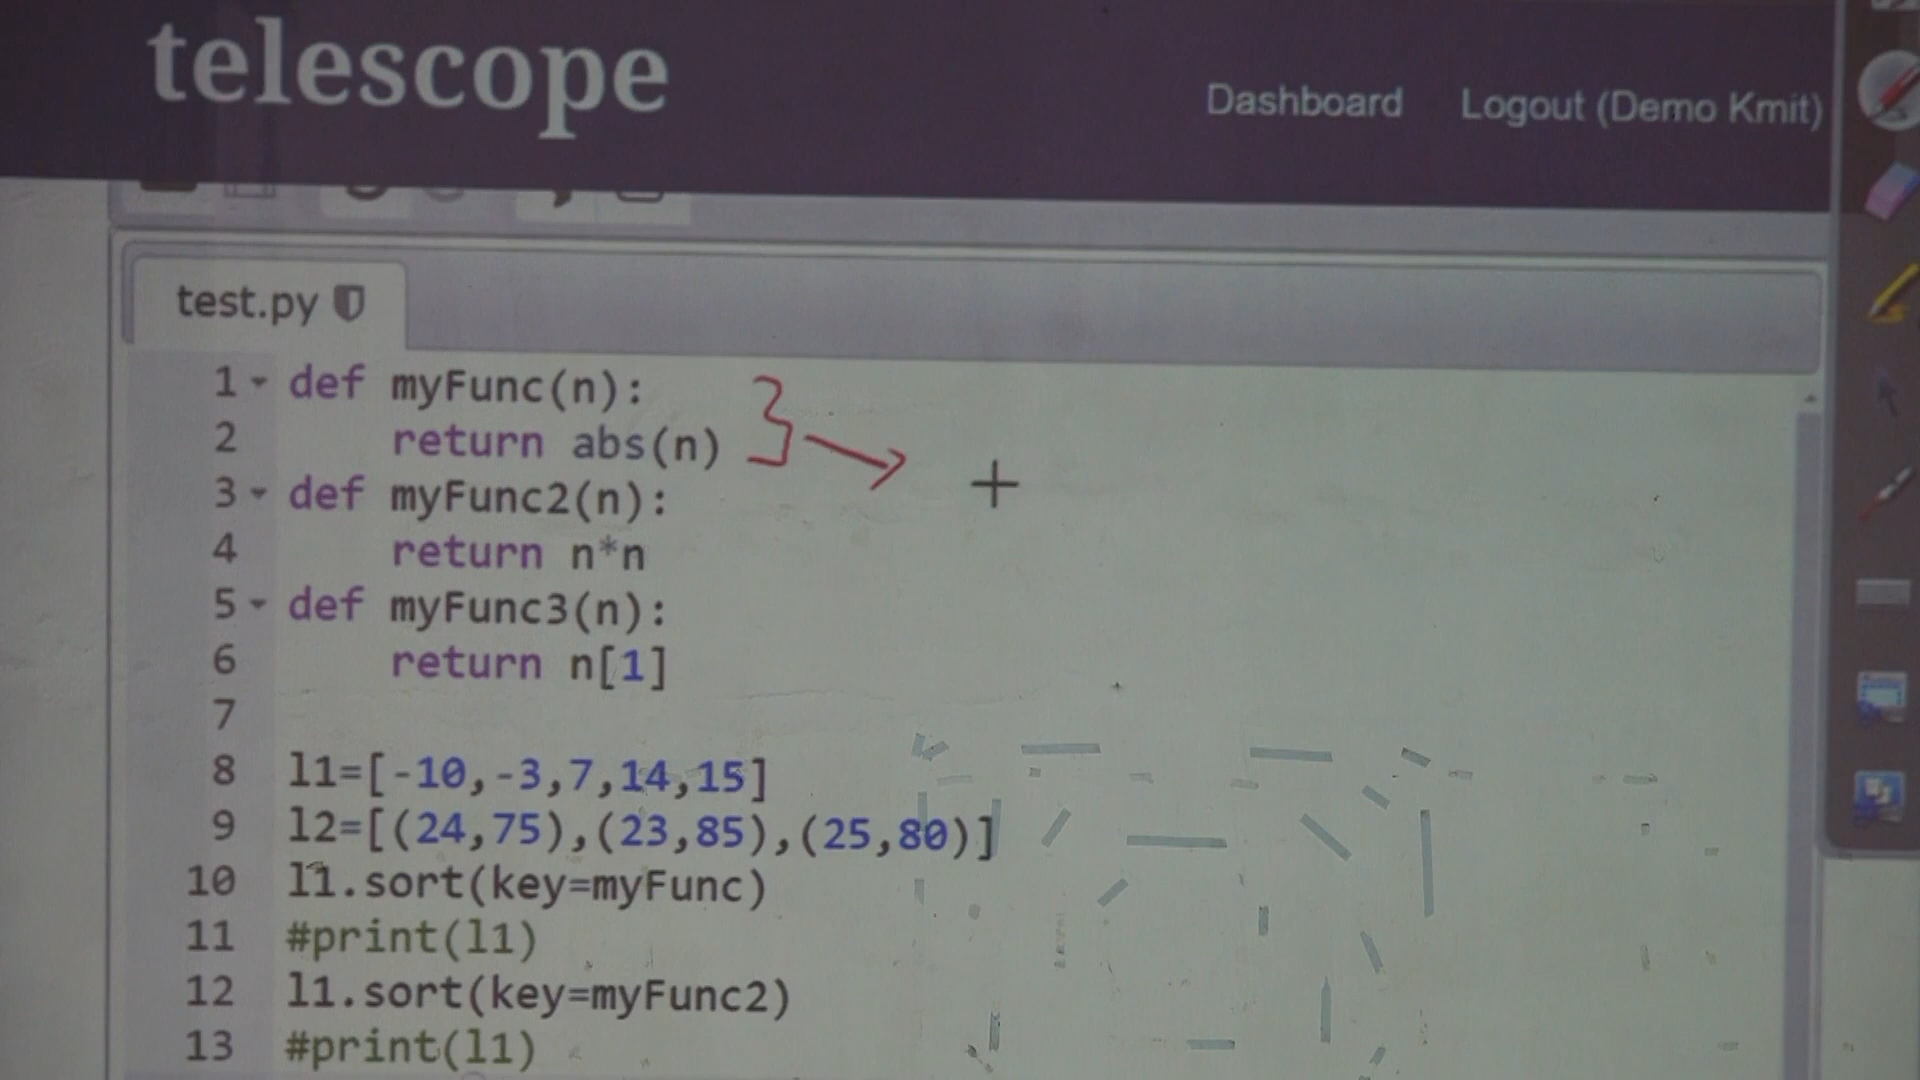 telescope
Dashboard Logout (Demo Kmit)
test.py
1 def myFunc(n):
2     return abs(n)
3 def myFunc2(n):
4     return n*n
5 def myFunc3(n):
6     return n[1]
7
8 l1=[-10,-3,7,14,15]
9 l2=[(24,75),(23,85),(25,80)]
10 l1.sort(key=myFunc)
11 #print(l1)
12 l1.sort(key=myFunc2)
13 #print(l1)